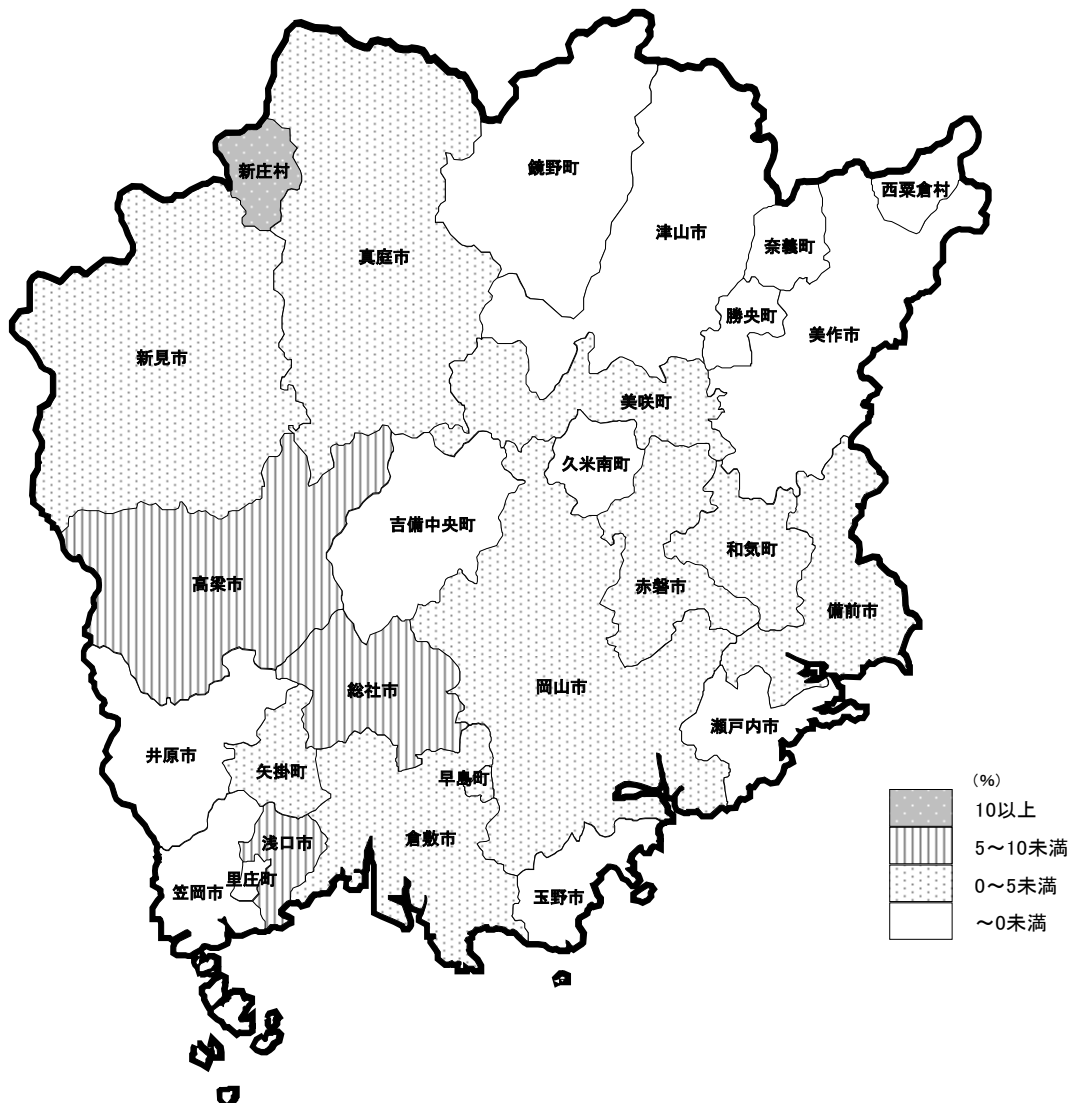 新庄村
鏡野町
西粟倉村
津山市
奈義町
真庭市
勝央町
美作市
新見市
美咲町
久米南町
吉備中央町
和気町
高梁市
赤磐市
備前市
総社市
岡山市
瀬戸内市
井原市
矢掛町
早島町
浅口市
倉敷市
里庄町
笠岡市
玉野市
(%)
10以上
5～10未満
0～5未満
～0未満